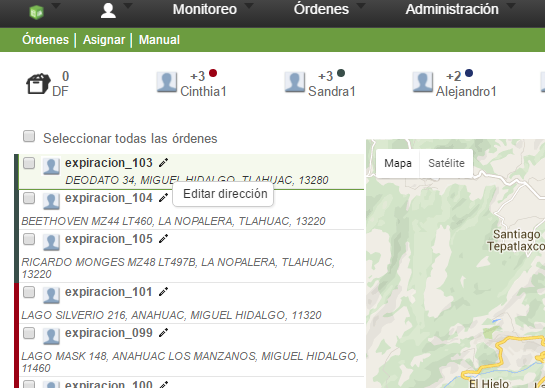 Monitoreo Órdenes Administración
Órdenes Asignar Manual
0 +3 +3 +2
DF Cinthia1 Sandra1 Alejandro1
Seleccionar todas las órdenes
expiracion_103
DEODATO 34, MIGUEL HIDALGO, TLAHUAC, 13280
Editar dirección
expiracion_104
BEETHOVEN MZ44 LT460, LA NOPALERA, TLAHUAC, 13220
expiracion_105
RICARDO MONGES MZ48 LT497B, LA NOPALERA, TLAHUAC,
13220
expiracion_101
LAGO SILVERIO 216, ANAHUAC, MIGUEL HIDALGO, 11320
expiracion_099
LAGO MASK 148, ANAHUAC LOS MANZANOS, MIGUEL HIDALGO,
11460
expiracion_100
Mapa Satélite
Santiago
Tepatlaxco
El Hielo